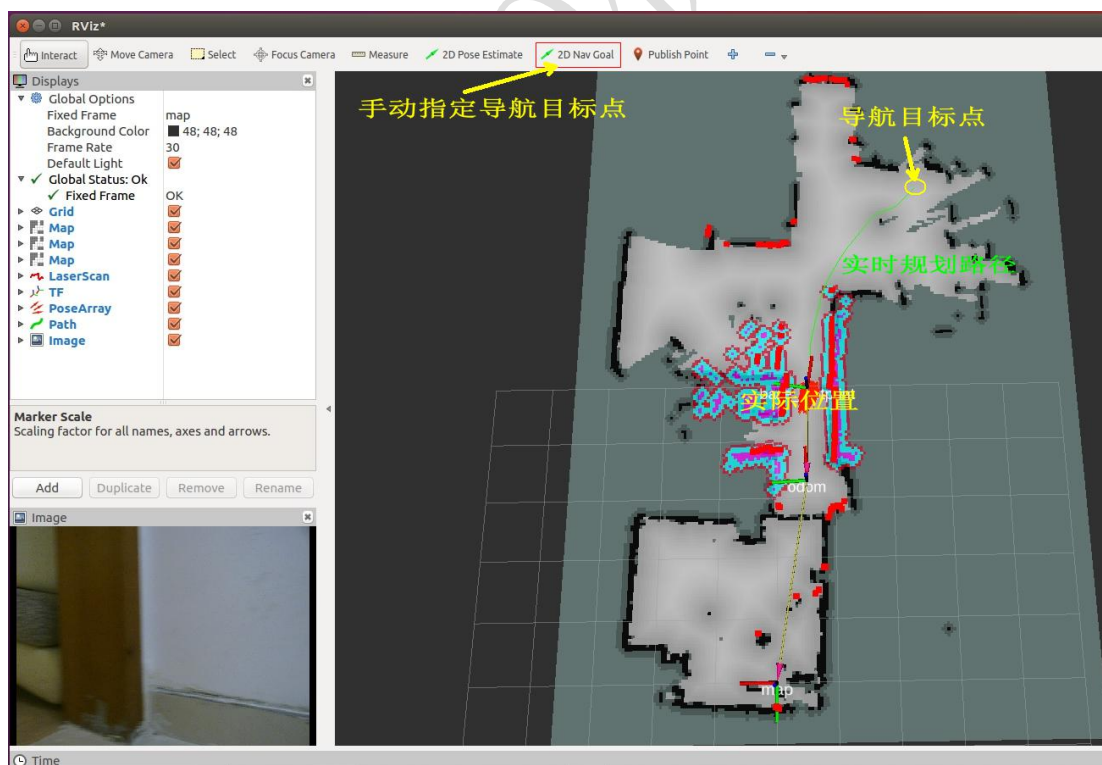 RViz*
Interact Move Camera Select Focus Camera Measure 2D Pose Estimate 2D Nav Goal Publish Point
Displays
Global Options
Fixed Frame map
Background Color 48; 48; 48
Frame Rate 30
Default Light
Global Status: Ok
Fixed Frame OK
Grid
Map
Map
Map
LaserScan
TF
PoseArray
Path
Image
Marker Scale
Scaling factor for all names, axes and arrows.
Add Duplicate Remove Rename
Image
Time
手动指定导航目标点
导航目标点
实时规划路径
实际位置
odom
map